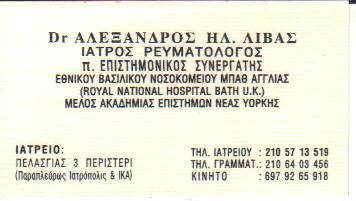 Dr ΑΛΕΞΑΝΔΡΟΣ ΗΛ. ΛΙΒΑΣ
ΙΑΤΡΟΣ ΡΕΥΜΑΤΟΛΟΓΟΣ
π. ΕΠΙΣΤΗΜΟΝΙΚΟΣ ΣΥΝΕΡΓΑΤΗΣ
ΕΘΝΙΚΟΥ ΒΑΣΙΛΙΚΟΥ ΝΟΣΟΚΟΜΕΙΟΥ ΜΠΑΘ ΑΓΓΛΙΑΣ
(ROYAL NATIONAL HOSPITAL BATH U.K.)
ΜΕΛΟΣ ΑΚΑΔΗΜΙΑΣ ΕΠΙΣΤΗΜΩΝ ΝΕΑΣ ΥΟΡΚΗΣ
ΙΑΤΡΕΙΟ:
ΠΕΛΑΣΓΙΑΣ 3 ΠΕΡΙΣΤΕΡΙ
(Παραπλεύρως Ιατρόπολις & ΙΚΑ)
ΤΗΛ. ΙΑΤΡΕΙΟΥ : 210 57 13 519
ΤΗΛ. ΓΡΑΜΜΑΤ.: 210 64 03 456
ΚΙΝΗΤΟ : 697 92 65 918